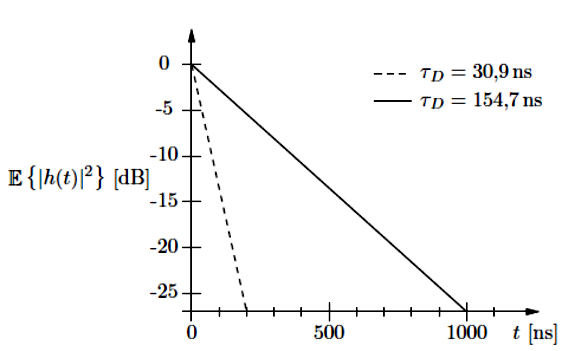 0
τ_D = 30,9 ns
τ_D = 154,7 ns
-5
-10
𝔼 {|h(t)|²} [dB]
-15
-20
-25
0 500 1000 t [ns]